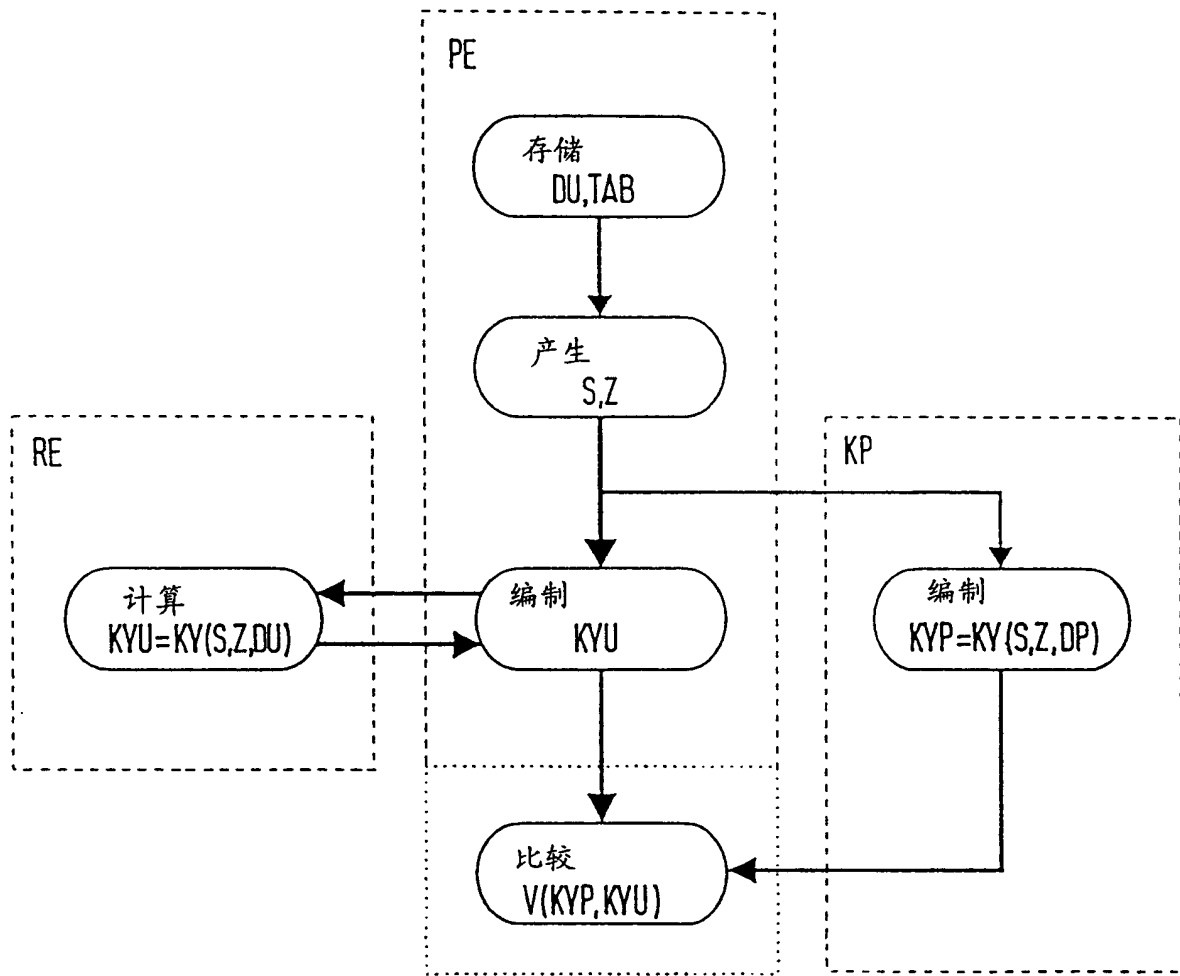 PE
存储
DU,TAB
产生
S,Z
RE
KP
计算
KYU=KY(S,Z,DU)
编制
KYU
编制
KYP=KY(S,Z,DP)
比较
V(KYP,KYU)